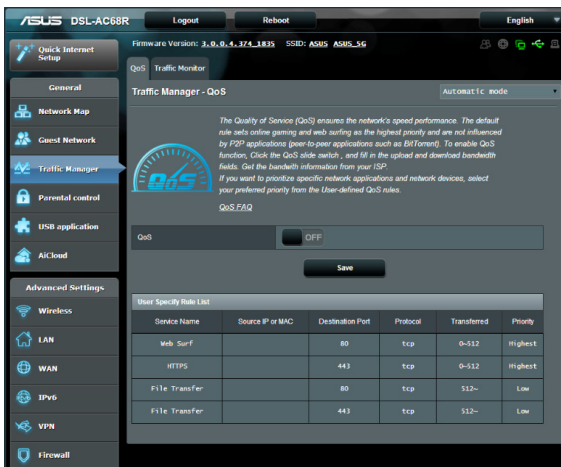 ASUS DSL-AC68R
Logout
Reboot
English
Quick Internet
Setup
Firmware Version: 3.0.0.4.374_1835 SSID: ASUS ASUS_5G
QoS Traffic Monitor
General
Network Map
Guest Network
Traffic Manager
Parental control
USB application
AiCloud
Advanced Settings
Wireless
LAN
WAN
IPv6
VPN
Firewall
Traffic Manager - QoS
Automatic mode
QoS
The Quality of Service (QoS) ensures the network's speed performance. The default
rule sets online gaming and web surfing as the highest priority and are not influenced
by P2P applications (peer-to-peer applications such as BitTorrent). To enable QoS
function, Click the QoS slide switch , and fill in the upload and download bandwidth
fields. Get the bandwith information from your ISP.
If you want to prioritize specific network applications and network devices, select
your preferred priority from the User-defined QoS rules.
QoS FAQ
QoS OFF
Save
User Specify Rule List
Service Name Source IP or MAC Destination Port Protocol Transferred Priority
Web Surf 80 tcp 0~512 Highest
HTTPS 443 tcp 0~512 Highest
File Transfer 80 tcp 512~ Low
File Transfer 443 tcp 512~ Low